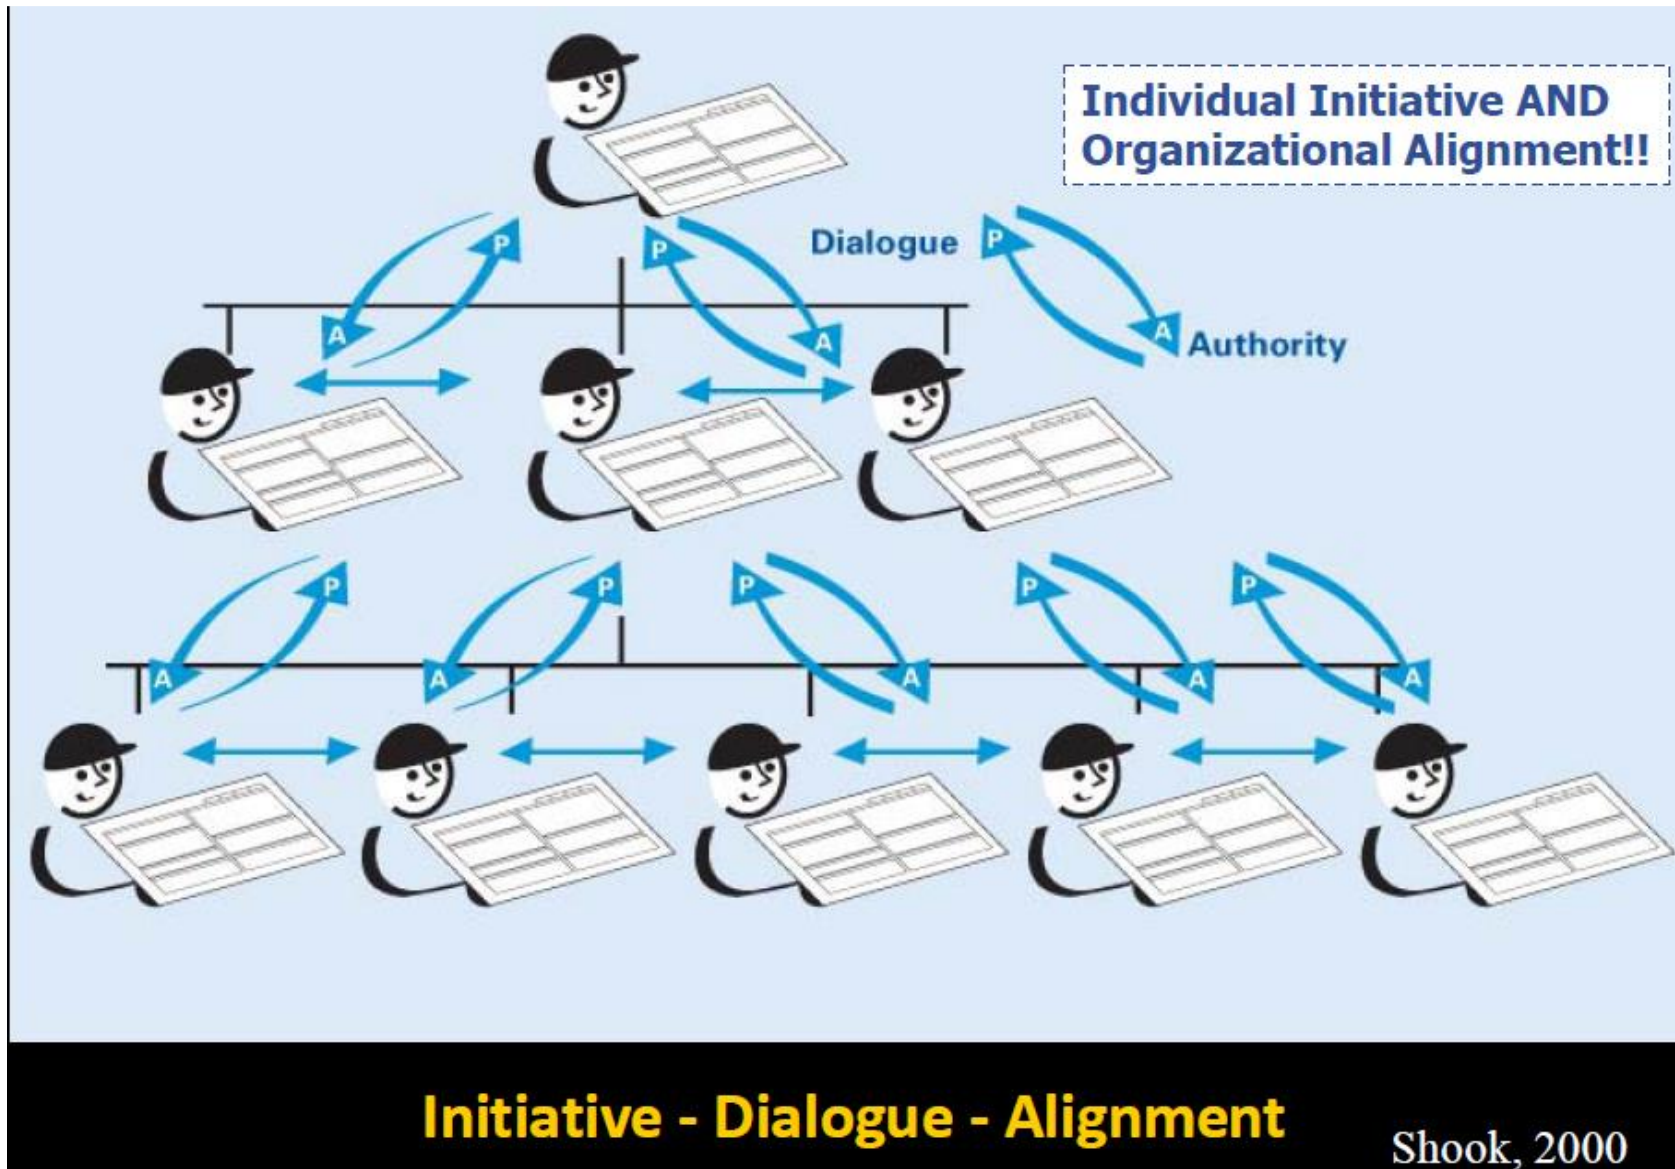 Individual Initiative AND
Organizational Alignment!!
P
P
Dialogue
P
A
A
A
Authority
P
P
P
P
P
A
A
A
A
A
Initiative - Dialogue - Alignment
Shook, 2000